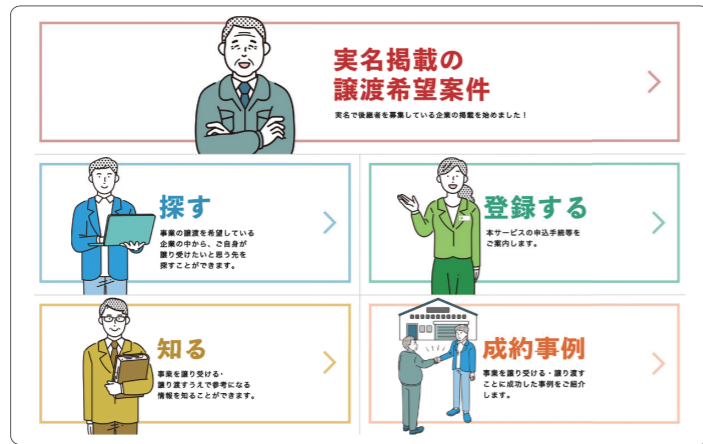 実名掲載の
譲渡希望案件
実名で後継者を募集している企業の掲載を始めました！
探す
事業の譲渡を希望している
企業の中から、ご自身が
譲り受けたいと思う先を
探すことができます。
登録する
本サービスの申込手続等を
ご案内します。
知る
事業を譲り受ける・
譲り渡すうえで参考になる
情報を知ることができます。
成約事例
事業を譲り受ける・譲り渡す
ことに成功した事例をご紹介
します。